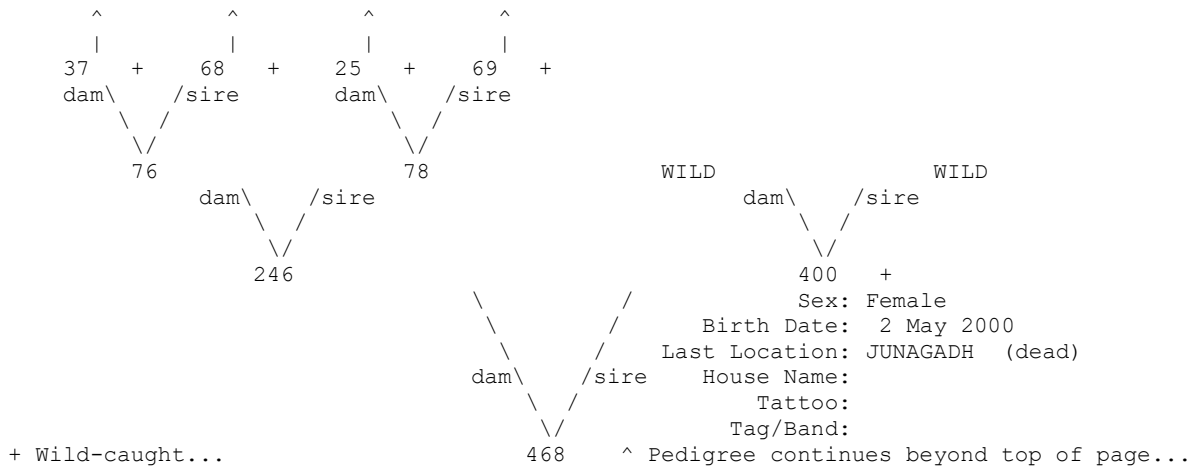 ^ ^ ^ ^
| | | |
37 + 68 + 25 + 69 +
dam\ /sire dam\ /sire
\ / \ /
\/ \/
76 78 WILD WILD
dam\ /sire dam\ /sire
\ / \ /
\/ \/
246 400 +
\ / Sex: Female
\ / Birth Date: 2 May 2000
\ / Last Location: JUNAGADH (dead)
dam\ /sire House Name:
\ / Tattoo:
\/ Tag/Band:
+ Wild-caught... 468 ^ Pedigree continues beyond top of page...